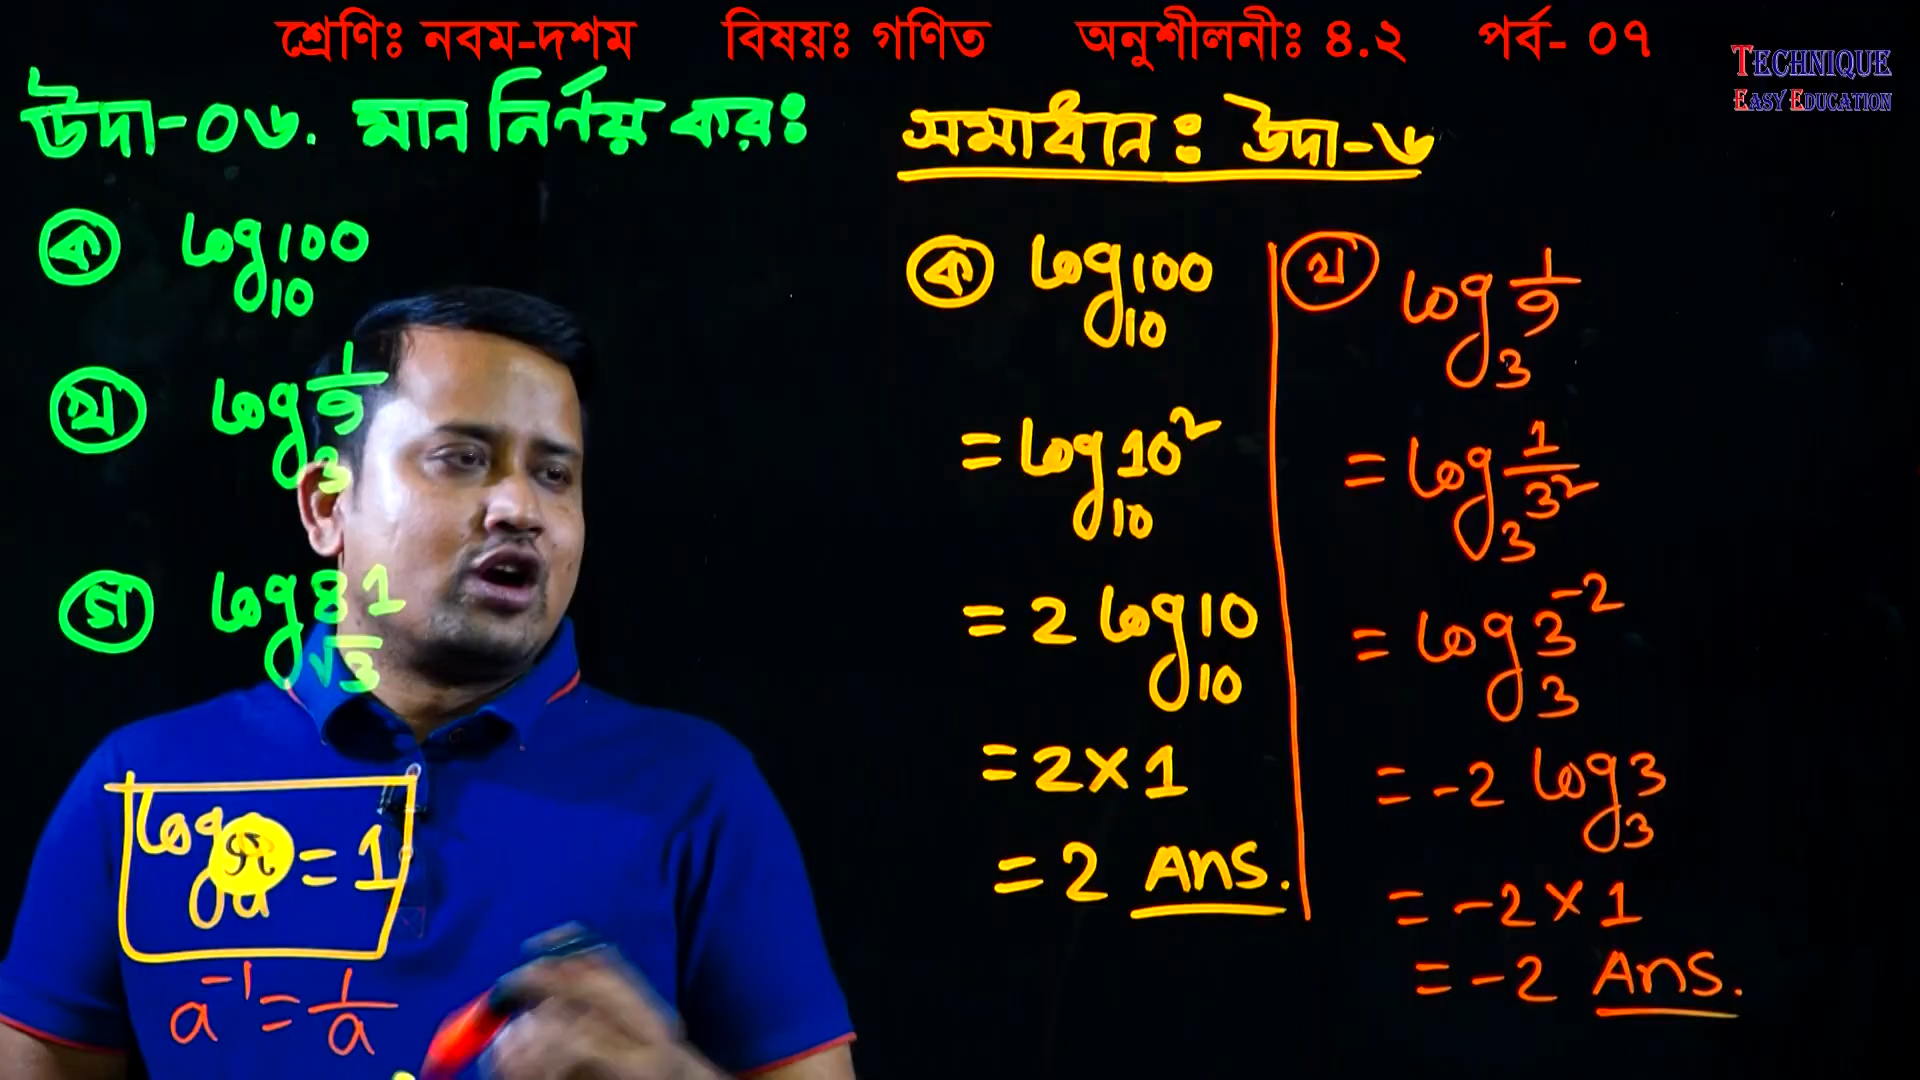 শ্রেণিঃ নবম-দশম বিষয়ঃ গণিত অনুশীলনীঃ ৪.২ পর্ব- ০৭
TECHNIQUE
EASY EDUCATION
উদা-০৬. মান নির্ণয় করঃ
ক log₁₀100
খ log₃ 1/9
গ log_√3 81
logₐa = 1
a⁻¹ = 1/a
সমাধান : উদা-৬
ক log₁₀100
= log₁₀10²
= 2 log₁₀10
= 2×1
= 2 Ans.
খ log₃ 1/9
= log₃ 1/3²
= log₃3⁻²
= -2 log₃3
= -2×1
= -2 Ans.